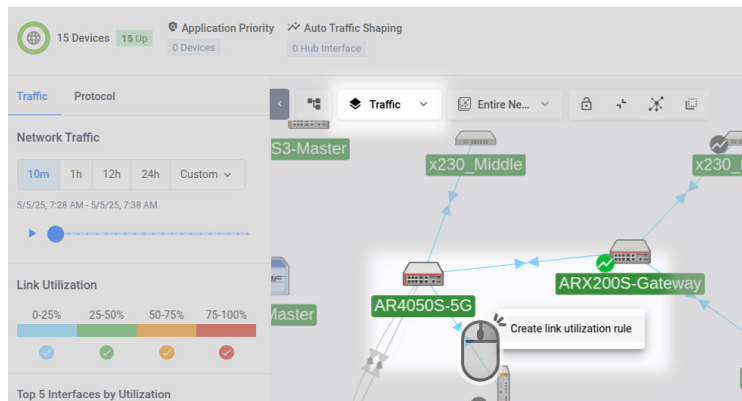 15 Devices 15 Up
Application Priority
0 Devices
Auto Traffic Shaping
0 Hub Interface
Traffic Protocol
Network Traffic
10m 1h 12h 24h Custom
5/5/25, 7:28 AM - 5/5/25, 7:38 AM
Link Utilization
0-25% 25-50% 50-75% 75-100%
Top 5 Interfaces by Utilization
Traffic
Entire Ne...
S3-Master
x230_Middle
x230_
ARX200S-Gateway
AR4050S-5G
Master
Create link utilization rule